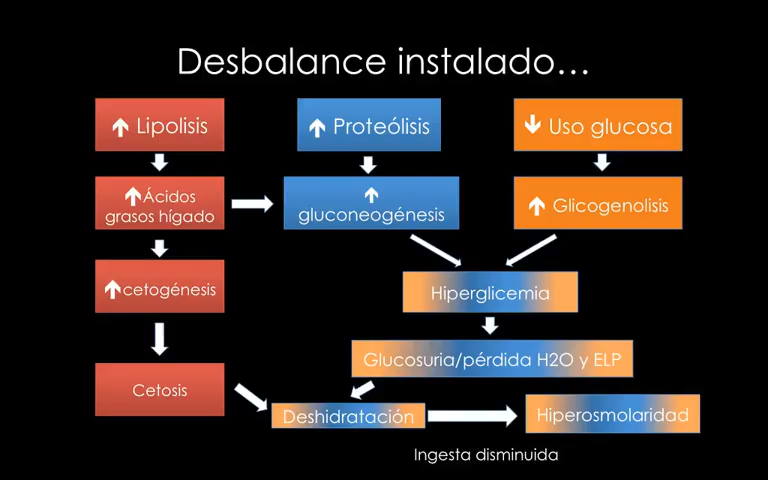 Desbalance instalado...
Lipolisis
Proteólisis
Uso glucosa
Ácidos
grasos hígado
gluconeogénesis
Glicogenolisis
cetogénesis
Hiperglicemia
Glucosuria/pérdida H2O y ELP
Cetosis
Deshidratación
Hiperosmolaridad
Ingesta disminuida